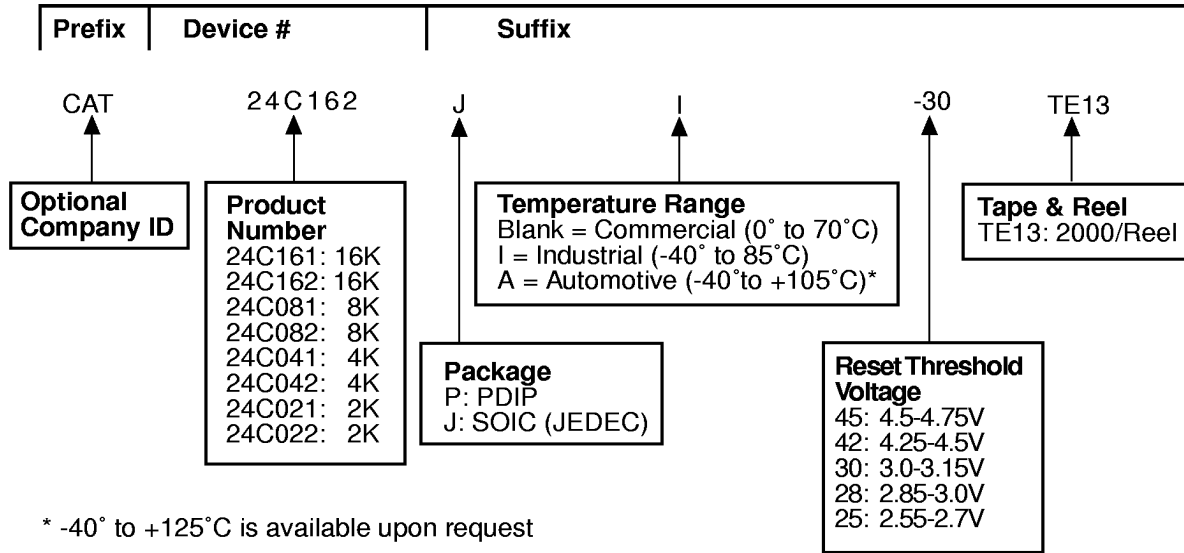 Prefix Device # Suffix
CAT 24C162 J I -30 TE13
Optional
Company ID
Product
Number
24C161: 16K
24C162: 16K
24C081: 8K
24C082: 8K
24C041: 4K
24C042: 4K
24C021: 2K
24C022: 2K
Temperature Range
Blank = Commercial (0˚ to 70˚C)
I = Industrial (-40˚ to 85˚C)
A = Automotive (-40˚to +105˚C)*
Tape & Reel
TE13: 2000/Reel
Package
P: PDIP
J: SOIC (JEDEC)
Reset Threshold
Voltage
45: 4.5-4.75V
42: 4.25-4.5V
30: 3.0-3.15V
28: 2.85-3.0V
25: 2.55-2.7V
* -40˚ to +125˚C is available upon request